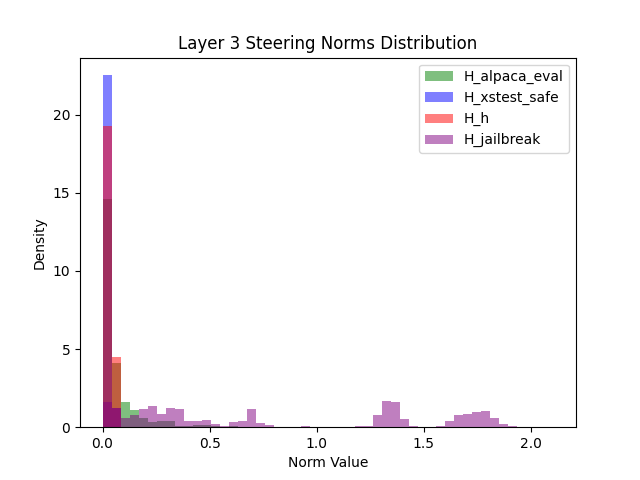 Layer 3 Steering Norms Distribution
H_alpaca_eval
H_xstest_safe
H_h
H_jailbreak
Density
20
15
10
5
0
0.0 0.5 1.0 1.5 2.0
Norm Value